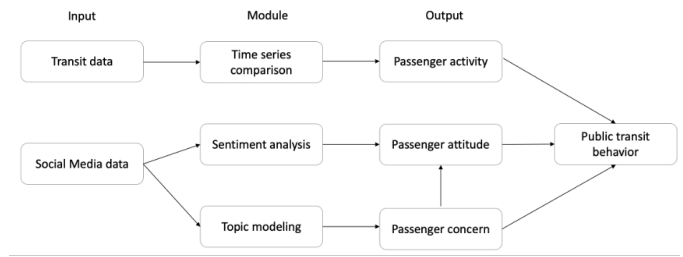 Input
Module
Output
Transit data
Time series
comparison
Passenger activity
Social Media data
Sentiment analysis
Passenger attitude
Public transit
behavior
Topic modeling
Passenger concern